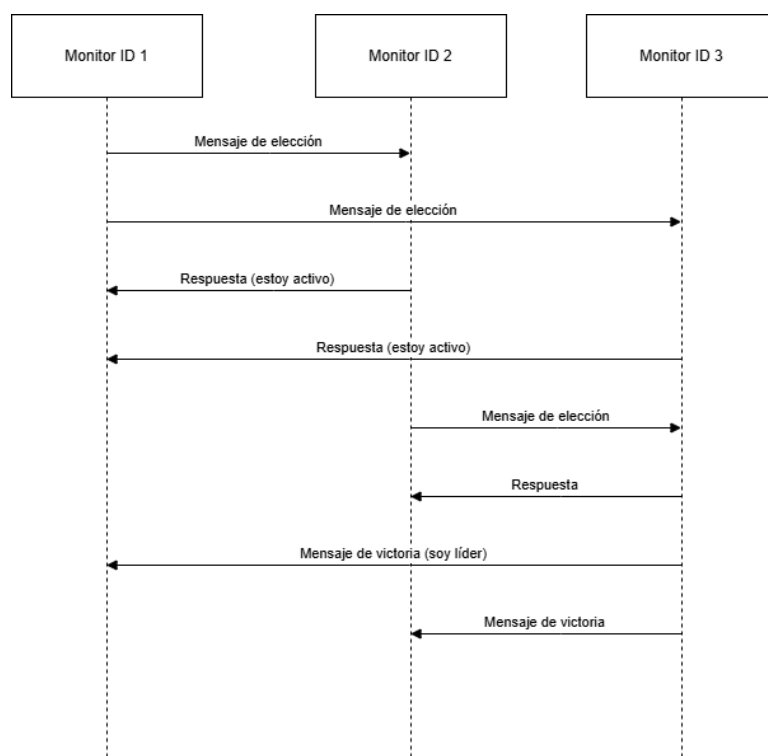 Monitor ID 1
Monitor ID 2
Monitor ID 3
Mensaje de elección
Mensaje de elección
Respuesta (estoy activo)
Respuesta (estoy activo)
Mensaje de elección
Respuesta
Mensaje de victoria (soy líder)
Mensaje de victoria